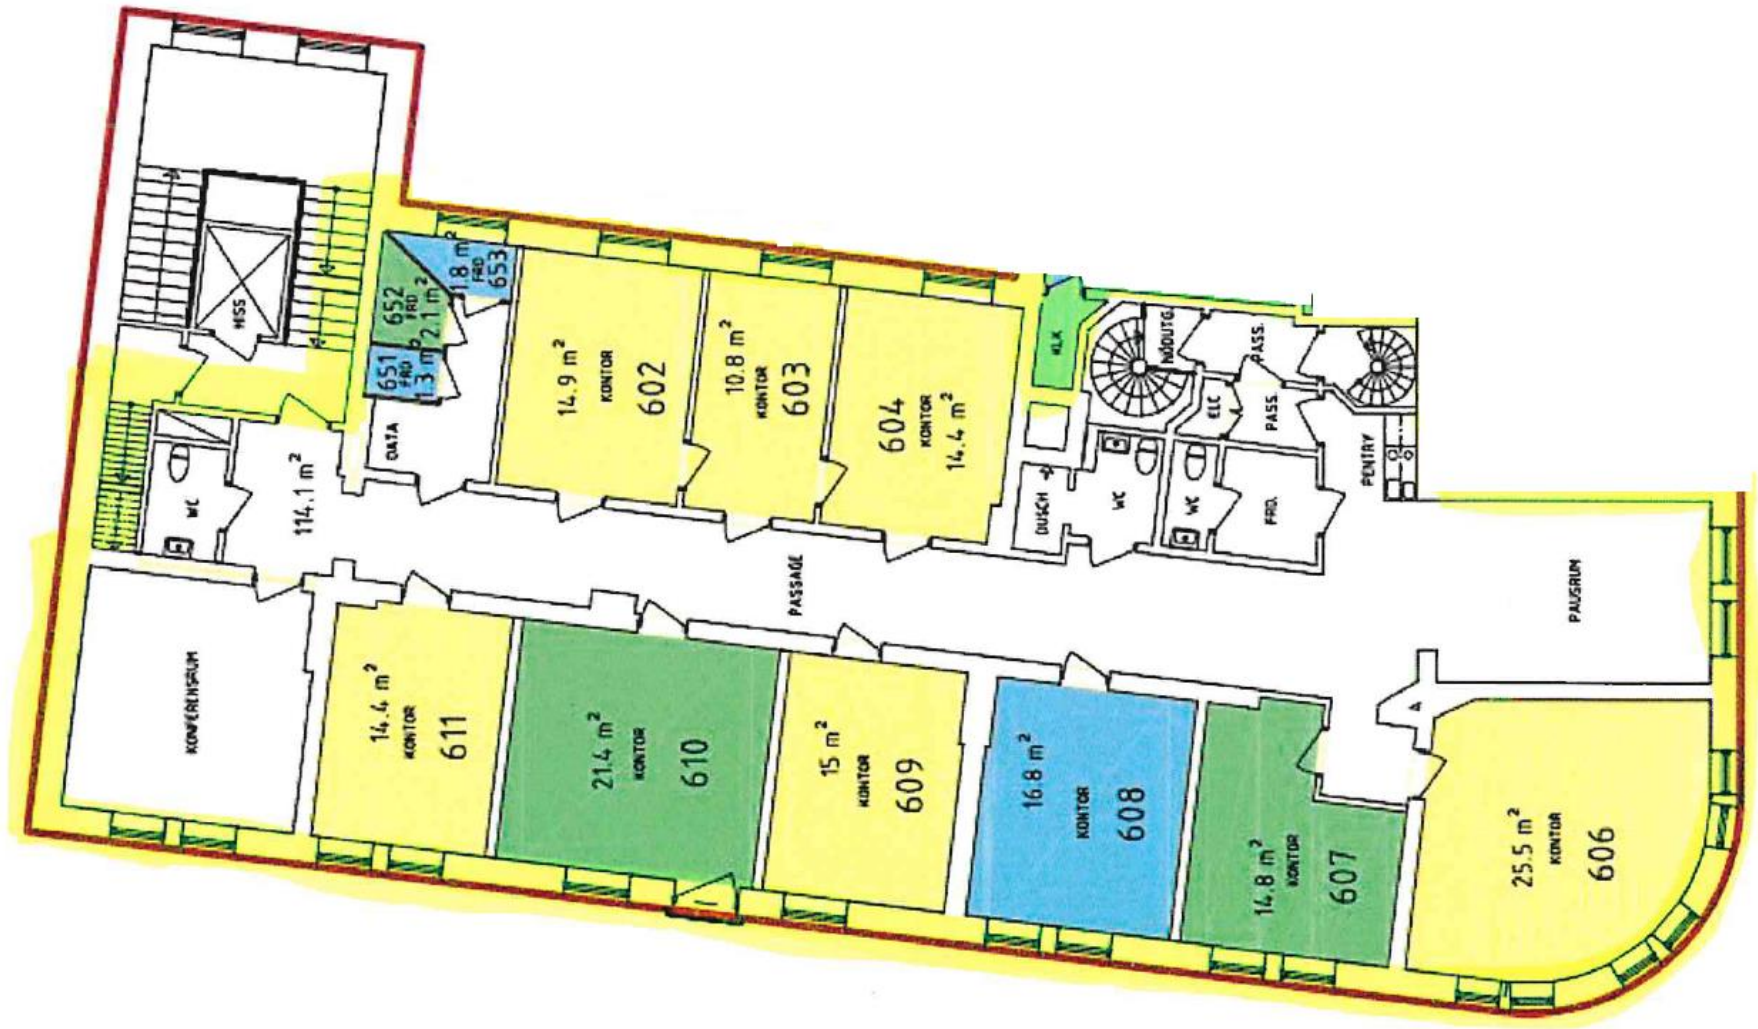 HISS
651
FRD
1.3 m²
652
FRD
2.1 m²
1.8 m²
FRD
653
DATA
WC
114.1 m²
14.9 m²
KONTOR
602
10.8 m²
KONTOR
603
604
KONTOR
14.4 m²
KLK
NÖDUTG.
PASS.
ELC
PASS.
DUSCH
WC
WC
FRD.
PENTRY
PASSAGE
PAUSRUM
KONFERENSRUM
14.4 m²
KONTOR
611
21.4 m²
KONTOR
610
15 m²
KONTOR
609
16.8 m²
KONTOR
608
14.8 m²
KONTOR
607
25.5 m²
KONTOR
606